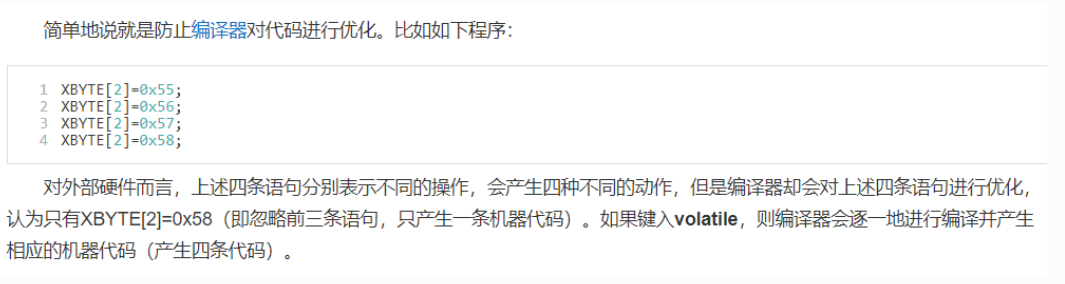 简单地说就是防止编译器对代码进行优化。比如如下程序：
1 XBYTE[2]=0x55;
2 XBYTE[2]=0x56;
3 XBYTE[2]=0x57;
4 XBYTE[2]=0x58;
对外部硬件而言，上述四条语句分别表示不同的操作，会产生四种不同的动作，但是编译器却会对上述四条语句进行优化，
认为只有XBYTE[2]=0x58（即忽略前三条语句，只产生一条机器代码）。如果键入volatile，则编译器会逐一地进行编译并产生
相应的机器代码（产生四条代码）。